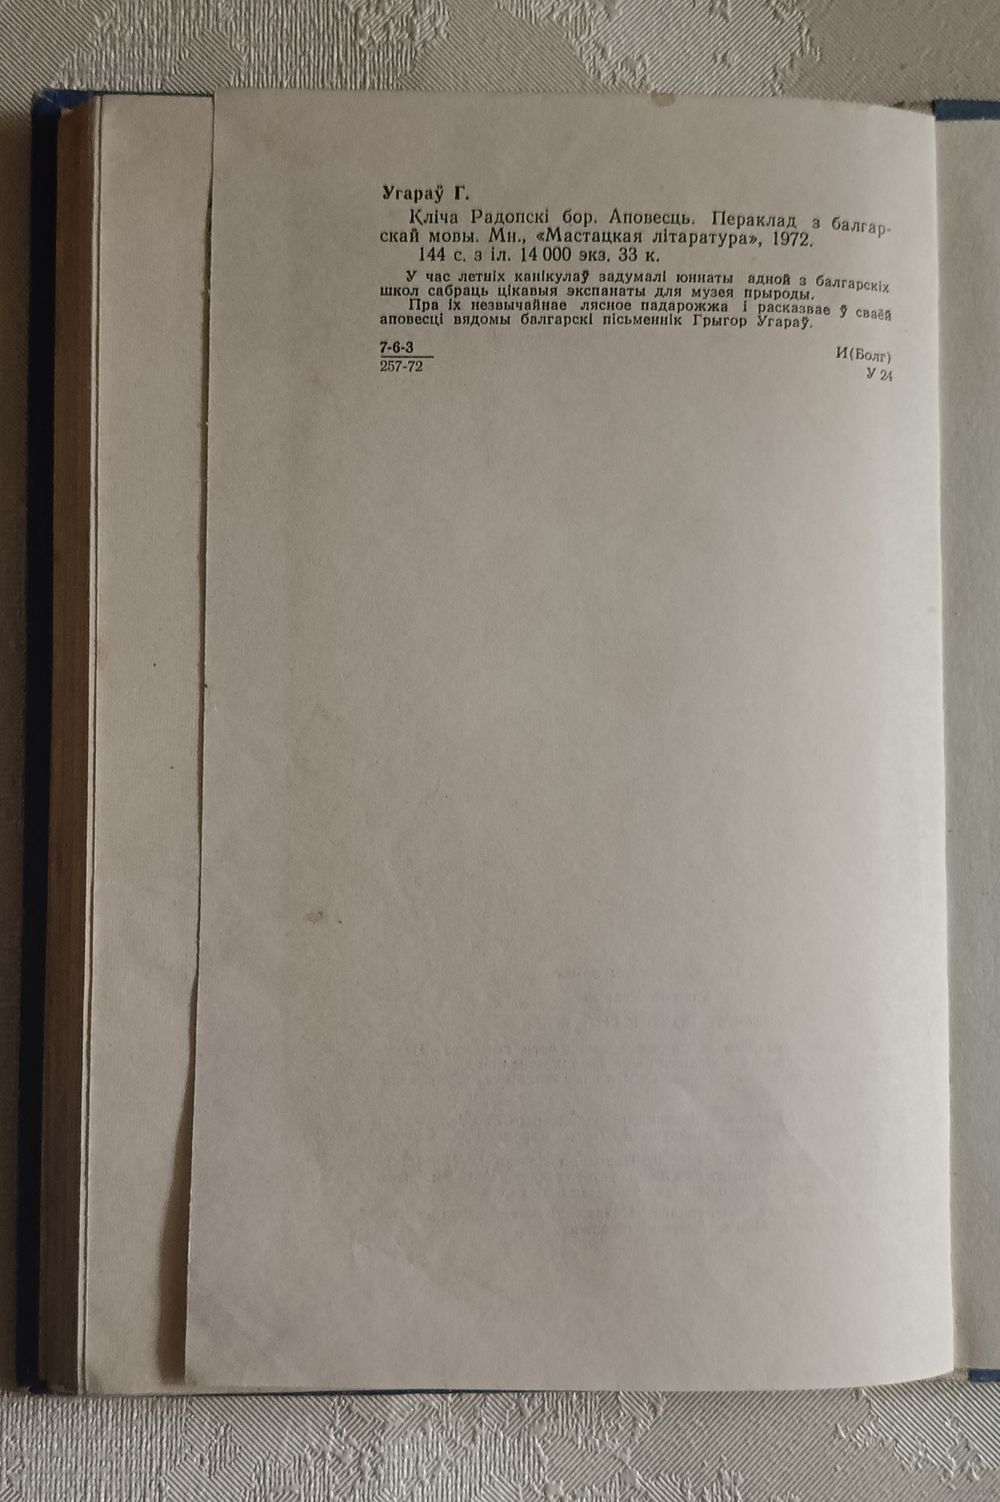 Угараў Г.
Кліча Радопскі бор. Аповесць. Пераклад з балгар-
скай мовы. Мн., «Мастацкая літаратура», 1972.
144 с. з іл. 14 000 экз. 33 к.
У час летніх канікулаў задумалі юннаты адной з балгарскіх
школ сабраць цікавыя экспанаты для музея прыроды.
Пра іх незвычайнае лясное падарожжа і расказвае ў сваёй
аповесці вядомы балгарскі пісьменнік Грыгор Угараў.
7-6-3
257-72
И(Болг)
У 24